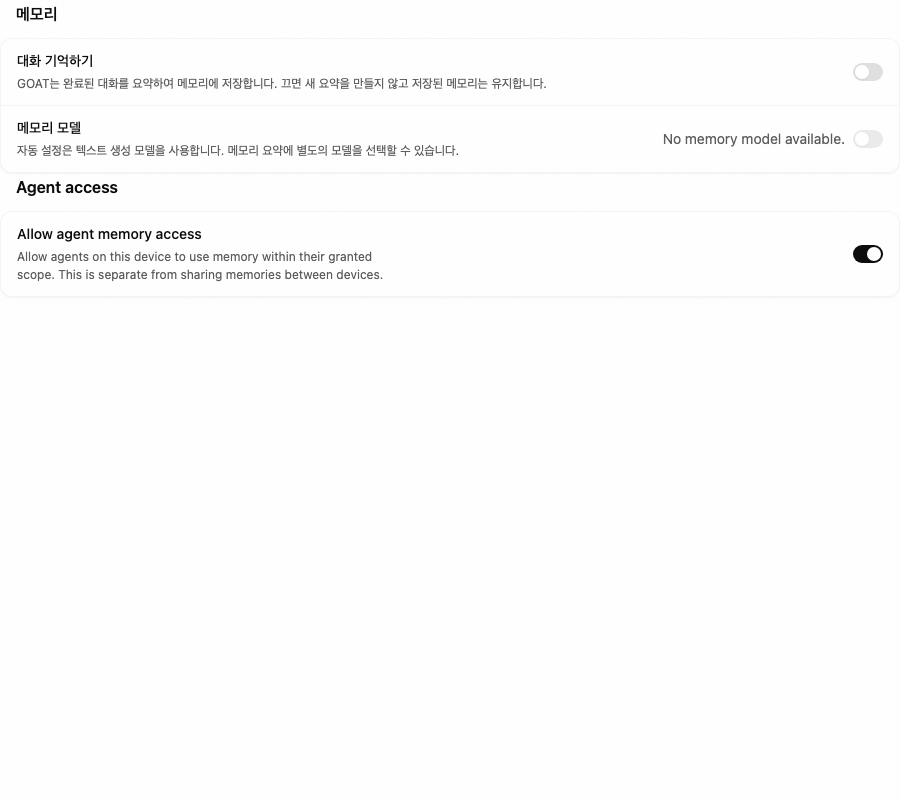 메모리
대화 기억하기
GOAT는 완료된 대화를 요약하여 메모리에 저장합니다. 끄면 새 요약을 만들지 않고 저장된 메모리는 유지합니다.
메모리 모델
자동 설정은 텍스트 생성 모델을 사용합니다. 메모리 요약에 별도의 모델을 선택할 수 있습니다.
No memory model available.
Agent access
Allow agent memory access
Allow agents on this device to use memory within their granted
scope. This is separate from sharing memories between devices.